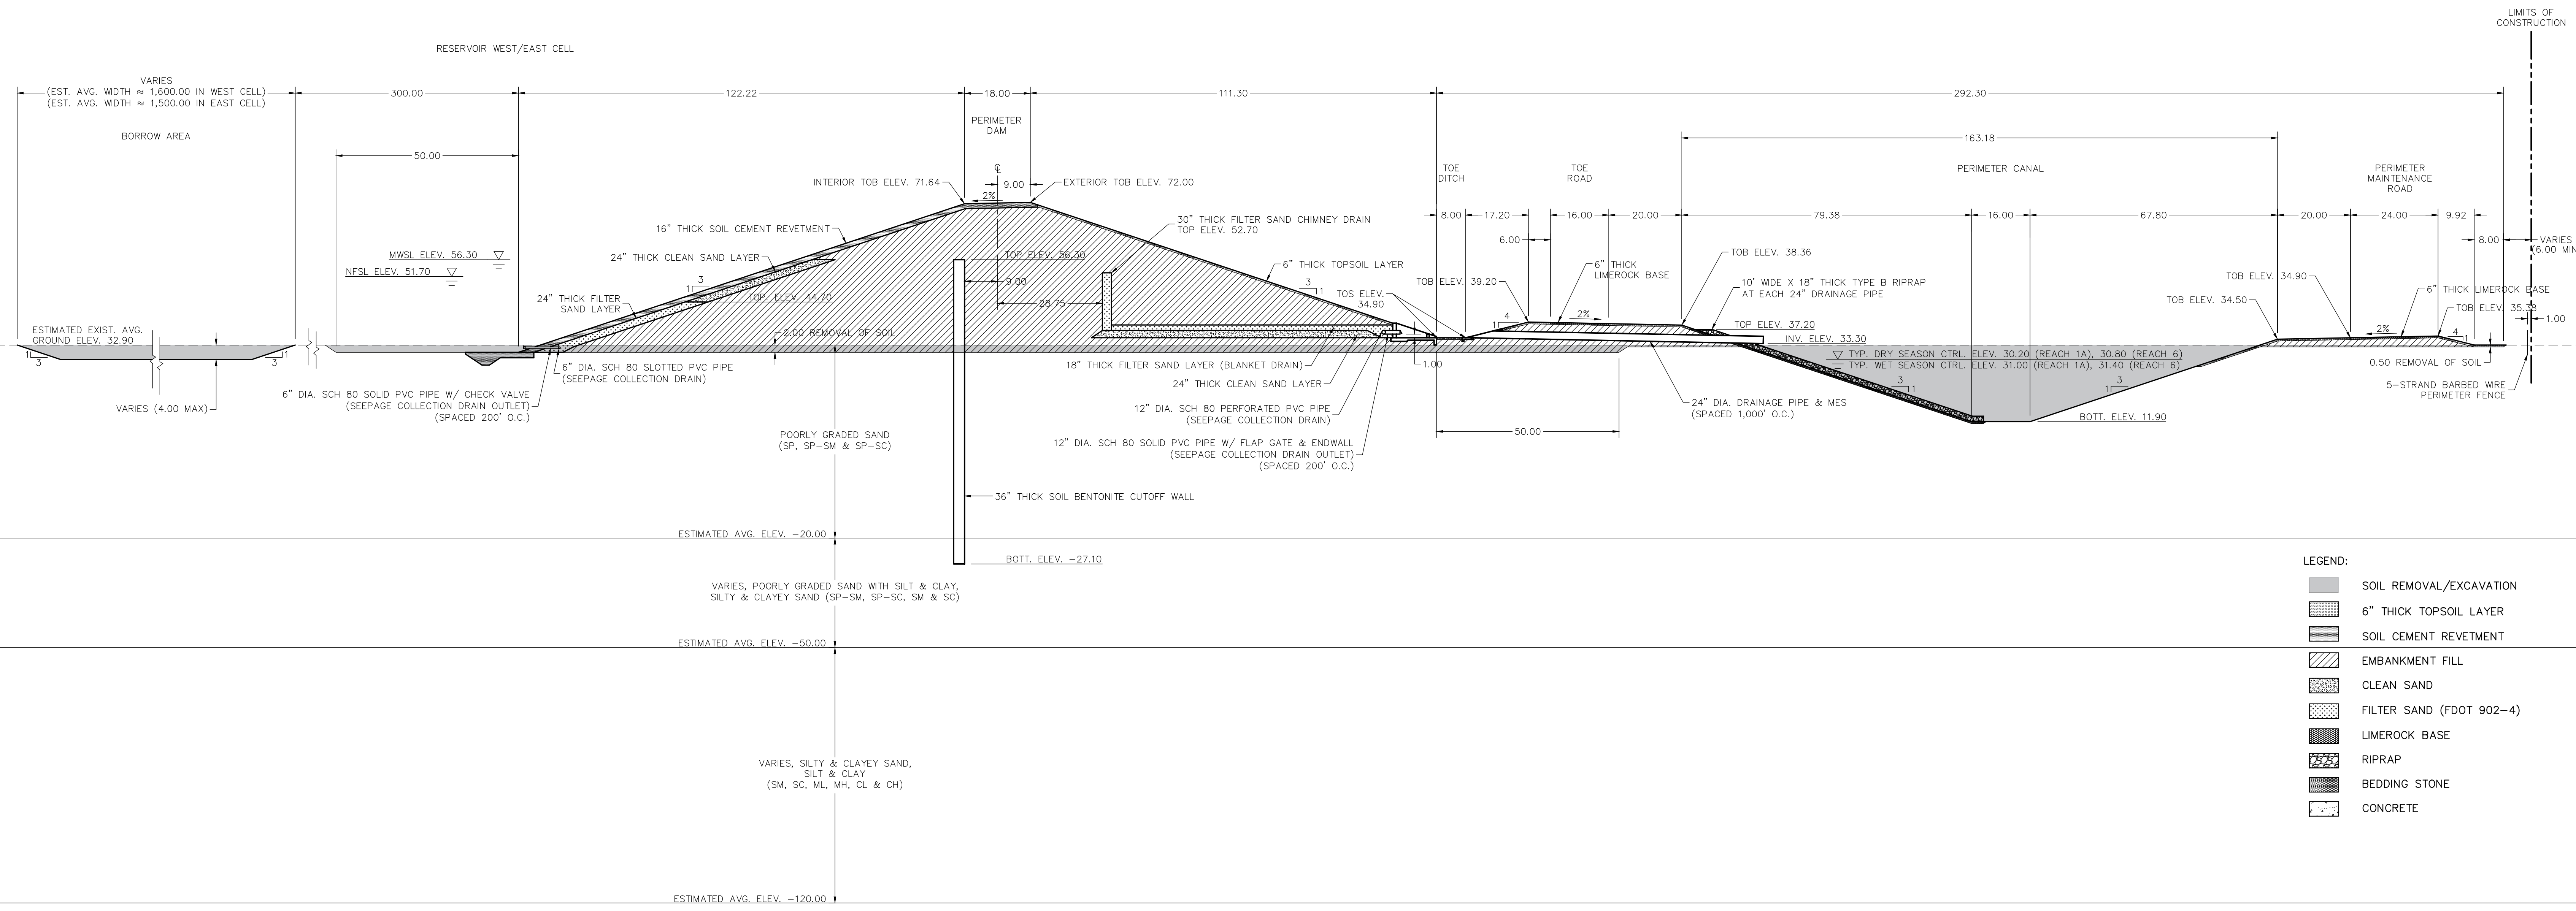 LIMITS OF
CONSTRUCTION
RESERVOIR WEST/EAST CELL
VARIES
(EST. AVG. WIDTH ≈ 1,600.00 IN WEST CELL)
(EST. AVG. WIDTH ≈ 1,500.00 IN EAST CELL)
300.00
122.22
18.00
111.30
292.30
BORROW AREA
PERIMETER
DAM
163.18
50.00
℄
9.00
INTERIOR TOB ELEV. 71.64
EXTERIOR TOB ELEV. 72.00
2%
TOE
DITCH
TOE
ROAD
PERIMETER CANAL
PERIMETER
MAINTENANCE
ROAD
8.00
17.20
16.00
20.00
79.38
16.00
67.80
20.00
24.00
9.92
6.00
8.00
VARIES
(6.00 MIN
30" THICK FILTER SAND CHIMNEY DRAIN
TOP ELEV. 52.70
16" THICK SOIL CEMENT REVETMENT
24" THICK CLEAN SAND LAYER
MWSL ELEV. 56.30
NFSL ELEV. 51.70
TOP ELEV. 56.30
9.00
28.75
6" THICK TOPSOIL LAYER
3
1
3
1
TOP. ELEV. 44.70
24" THICK FILTER
SAND LAYER
TOS ELEV.
34.90
TOB ELEV. 39.20
6" THICK
LIMEROCK BASE
TOB ELEV. 38.36
10' WIDE X 18" THICK TYPE B RIPRAP
AT EACH 24" DRAINAGE PIPE
4
1
2%
TOP ELEV. 37.20
INV. ELEV. 33.30
TOB ELEV. 34.90
TOB ELEV. 34.50
6" THICK LIMEROCK BASE
TOB ELEV. 35.38
2%
4
1
1.00
ESTIMATED EXIST. AVG.
GROUND ELEV. 32.90
1
3
1
3
2.00 REMOVAL OF SOIL
1.00
TYP. DRY SEASON CTRL. ELEV. 30.20 (REACH 1A), 30.80 (REACH 6)
TYP. WET SEASON CTRL. ELEV. 31.00 (REACH 1A), 31.40 (REACH 6)
0.50 REMOVAL OF SOIL
3
1
3
1
5-STRAND BARBED WIRE
PERIMETER FENCE
VARIES (4.00 MAX)
6" DIA. SCH 80 SLOTTED PVC PIPE
(SEEPAGE COLLECTION DRAIN)
6" DIA. SCH 80 SOLID PVC PIPE W/ CHECK VALVE
(SEEPAGE COLLECTION DRAIN OUTLET)
(SPACED 200' O.C.)
18" THICK FILTER SAND LAYER (BLANKET DRAIN)
24" THICK CLEAN SAND LAYER
12" DIA. SCH 80 PERFORATED PVC PIPE
(SEEPAGE COLLECTION DRAIN)
12" DIA. SCH 80 SOLID PVC PIPE W/ FLAP GATE & ENDWALL
(SEEPAGE COLLECTION DRAIN OUTLET)
(SPACED 200' O.C.)
24" DIA. DRAINAGE PIPE & MES
(SPACED 1,000' O.C.)
BOTT. ELEV. 11.90
50.00
POORLY GRADED SAND
(SP, SP-SM & SP-SC)
36" THICK SOIL BENTONITE CUTOFF WALL
ESTIMATED AVG. ELEV. -20.00
BOTT. ELEV. -27.10
VARIES, POORLY GRADED SAND WITH SILT & CLAY,
SILTY & CLAYEY SAND (SP-SM, SP-SC, SM & SC)
ESTIMATED AVG. ELEV. -50.00
VARIES, SILTY & CLAYEY SAND,
SILT & CLAY
(SM, SC, ML, MH, CL & CH)
ESTIMATED AVG. ELEV. -120.00
LEGEND:
SOIL REMOVAL/EXCAVATION
6" THICK TOPSOIL LAYER
SOIL CEMENT REVETMENT
EMBANKMENT FILL
CLEAN SAND
FILTER SAND (FDOT 902-4)
LIMEROCK BASE
RIPRAP
BEDDING STONE
CONCRETE